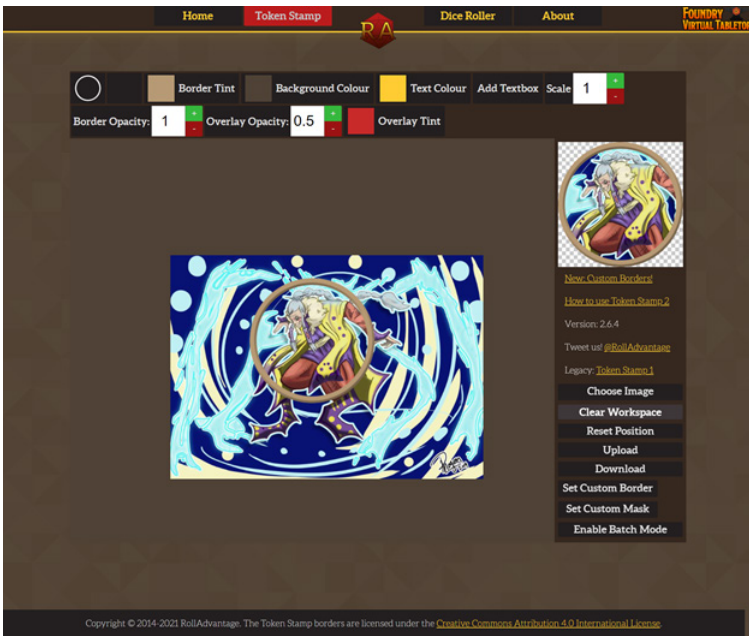 Home Token Stamp RA Dice Roller About FOUNDRY
VIRTUAL TABLETOP
Border Tint Background Colour Text Colour Add Textbox Scale 1 + -
Border Opacity: 1 + - Overlay Opacity: 0.5 + - Overlay Tint
New: Custom Borders!
How to use Token Stamp 2
Version: 2.6.4
Tweet us! @RollAdvantage
Legacy: Token Stamp 1
Choose Image
Clear Workspace
Reset Position
Upload
Download
Set Custom Border
Set Custom Mask
Enable Batch Mode
Copyright © 2014-2021 RollAdvantage. The Token Stamp borders are licensed under the Creative Commons Attribution 4.0 International License.